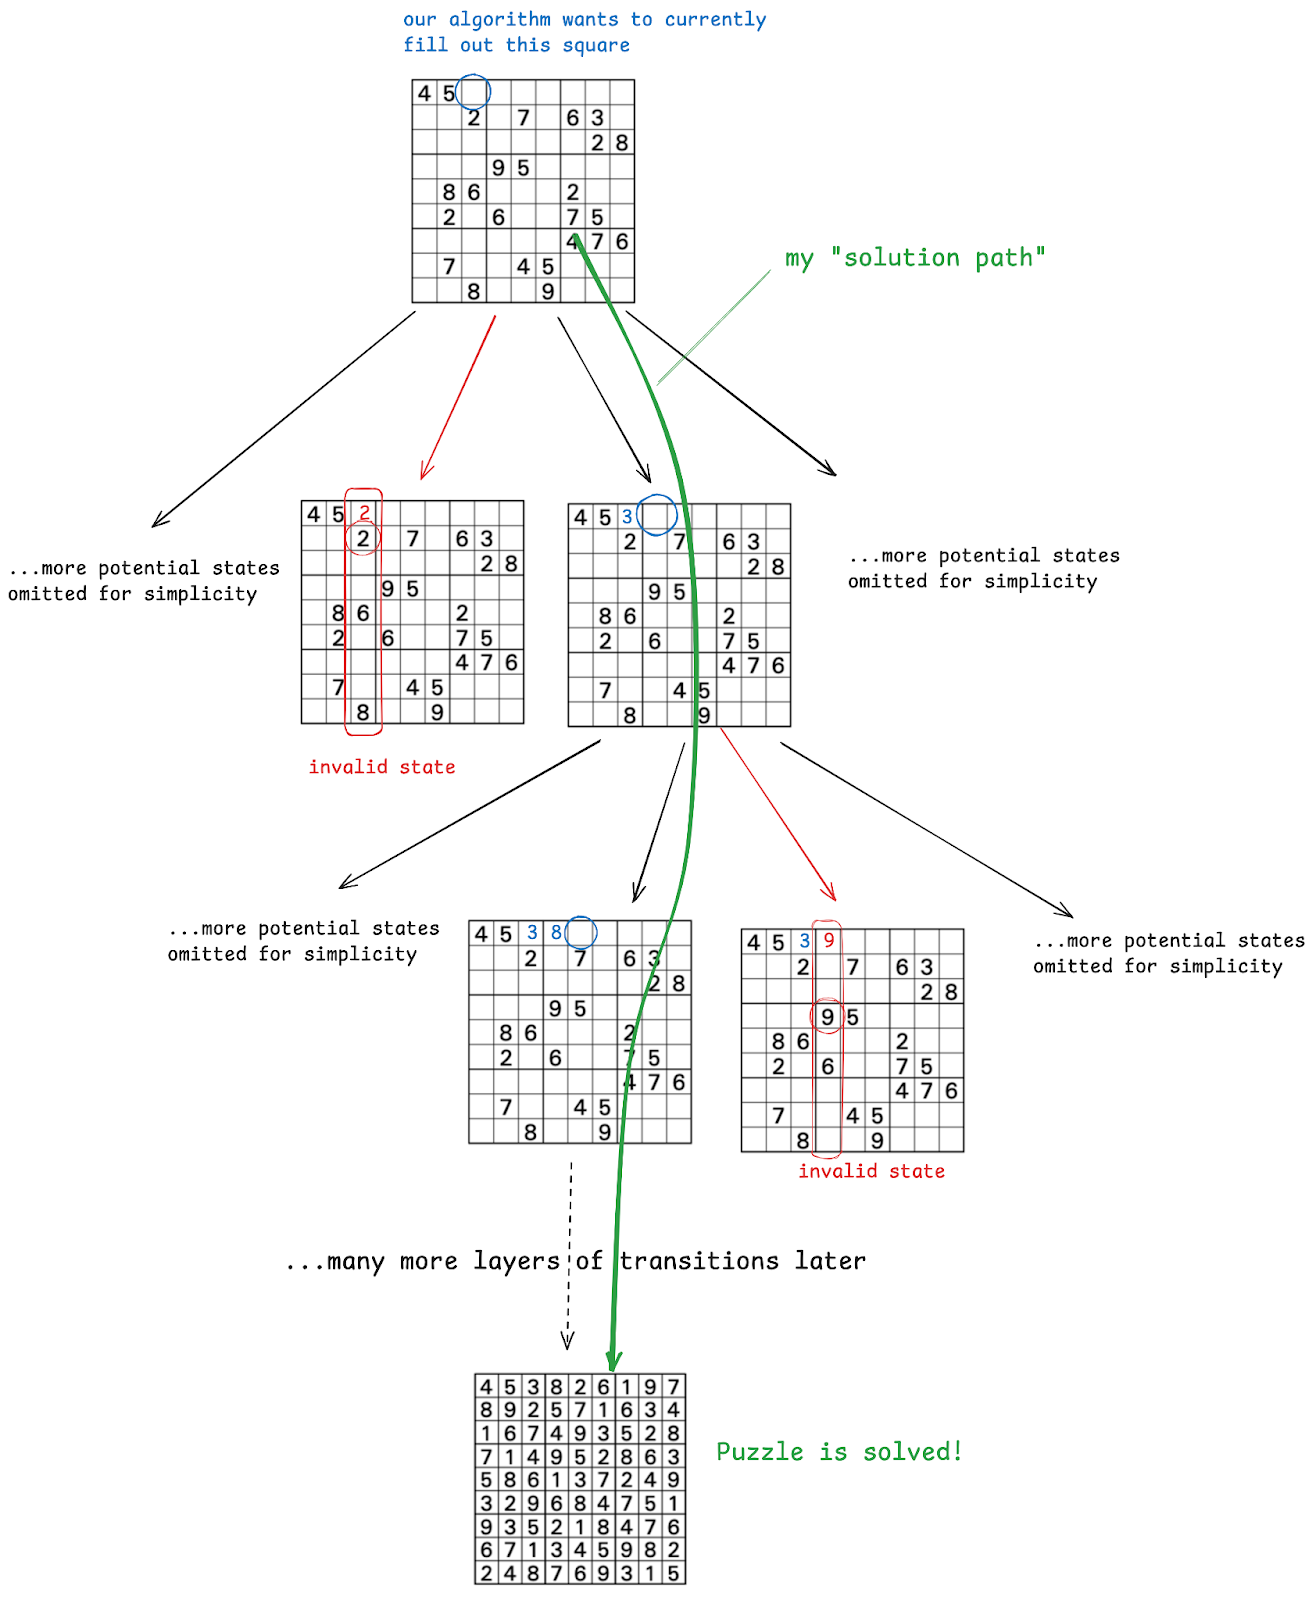 our algorithm wants to currently
fill out this square
4 5
2 7 6 3
2 8
9 5
8 6 2
2 6 7 5
4 7 6
7 4 5
8 9
my "solution path"
4 5 2
2 7 6 3
2 8
9 5
8 6 2
2 6 7 5
4 7 6
7 4 5
8 9
invalid state
4 5 3
2 7 6 3
2 8
9 5
8 6 2
2 6 7 5
4 7 6
7 4 5
8 9
...more potential states
omitted for simplicity
...more potential states
omitted for simplicity
...more potential states
omitted for simplicity
4 5 3 8
2 7 6 3
2 8
9 5
8 6 2
2 6 7 5
4 7 6
7 4 5
8 9
4 5 3 9
2 7 6 3
2 8
9 5
8 6 2
2 6 7 5
4 7 6
7 4 5
8 9
invalid state
...more potential states
omitted for simplicity
...many more layers of transitions later
4 5 3 8 2 6 1 9 7
8 9 2 5 7 1 6 3 4
1 6 7 4 9 3 5 2 8
7 1 4 9 5 2 8 6 3
5 8 6 1 3 7 2 4 9
3 2 9 6 8 4 7 5 1
9 3 5 2 1 8 4 7 6
6 7 1 3 4 5 9 8 2
2 4 8 7 6 9 3 1 5
Puzzle is solved!